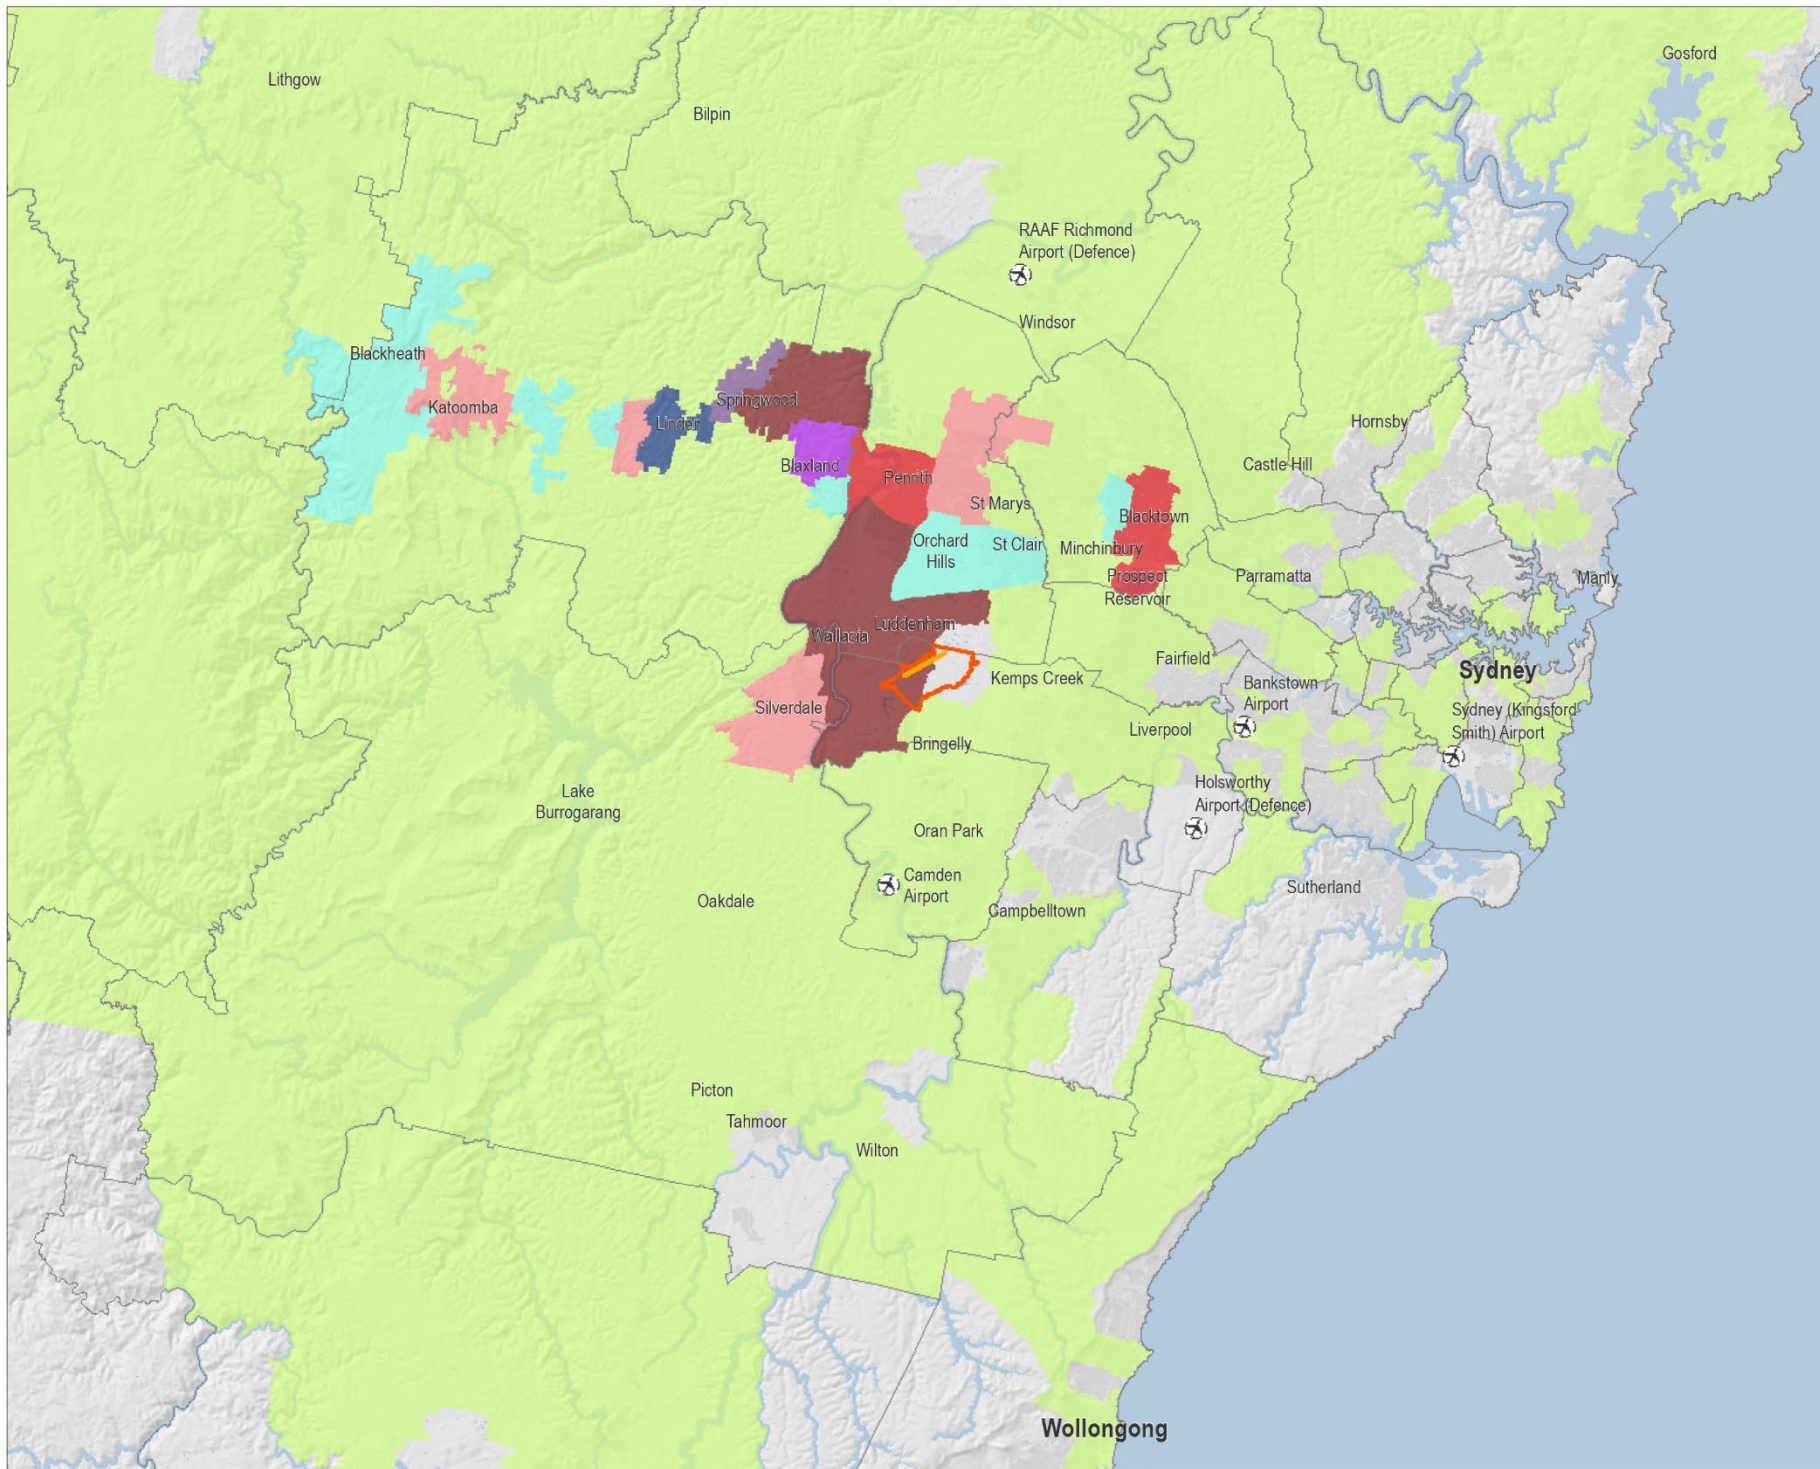 Gosford
Lithgow
Bilpin
RAAF Richmond
Airport (Defence)
Windsor
Blackheath
Katoomba
Springwood
Linden
Hornsby
Blaxland
Penrith
Castle Hill
St Marys
Blacktown
Orchard
Hills
St Clair
Minchinbury
Prospect
Reservoir
Parramatta
Manly
Luddenham
Wallacia
Fairfield
Sydney
Kemps Creek
Bankstown
Airport
Silverdale
Sydney (Kingsford
Smith) Airport
Liverpool
Bringelly
Lake
Burrogarang
Holsworthy
Airport (Defence)
Oran Park
Camden
Airport
Sutherland
Oakdale
Campbelltown
Picton
Tahmoor
Wilton
Wollongong